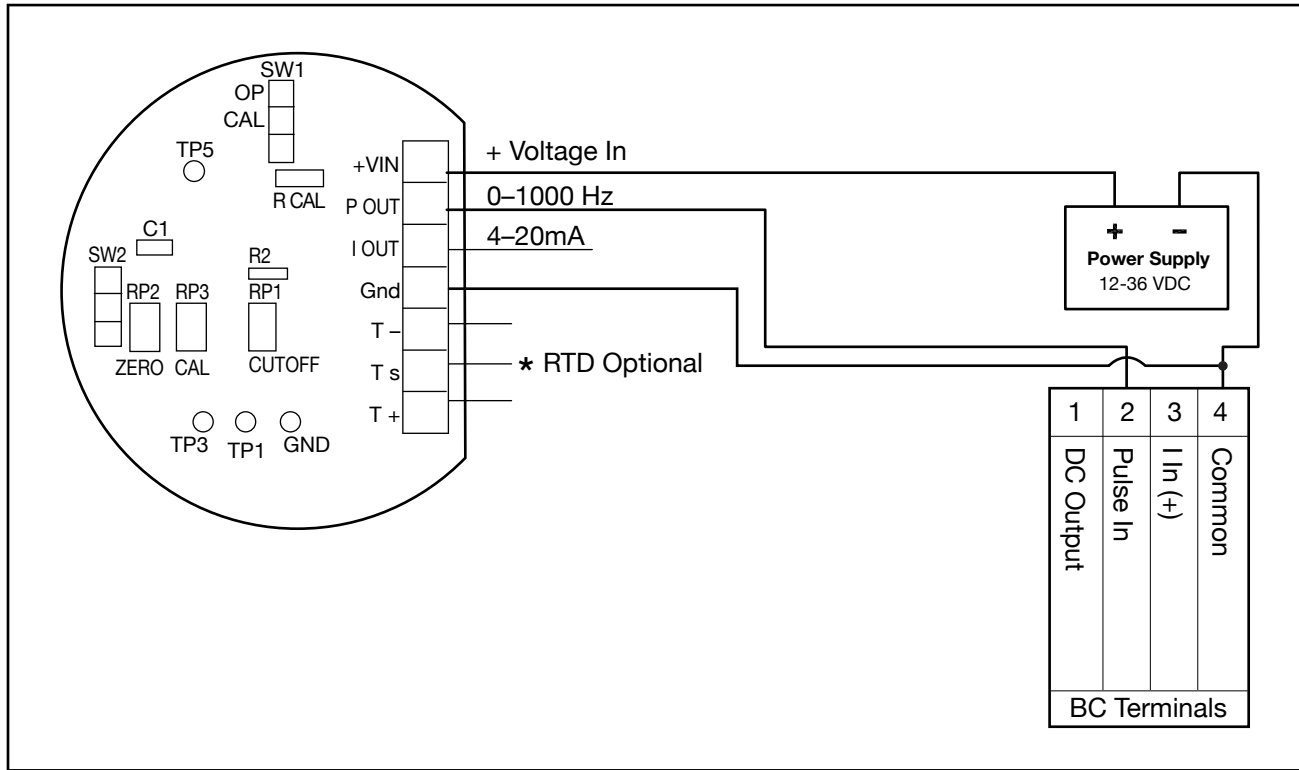 SW1
OP
CAL
TP5
R CAL
C1
SW2
R2
RP2
RP3
RP1
ZERO
CAL
CUTOFF
TP3
TP1
GND
+VIN
P OUT
I OUT
Gnd
T –
T s
T +
+ Voltage In
0–1000 Hz
4–20mA
* RTD Optional
+ –
Power Supply
12-36 VDC
1
2
3
4
DC Output
Pulse In
I In (+)
Common
BC Terminals